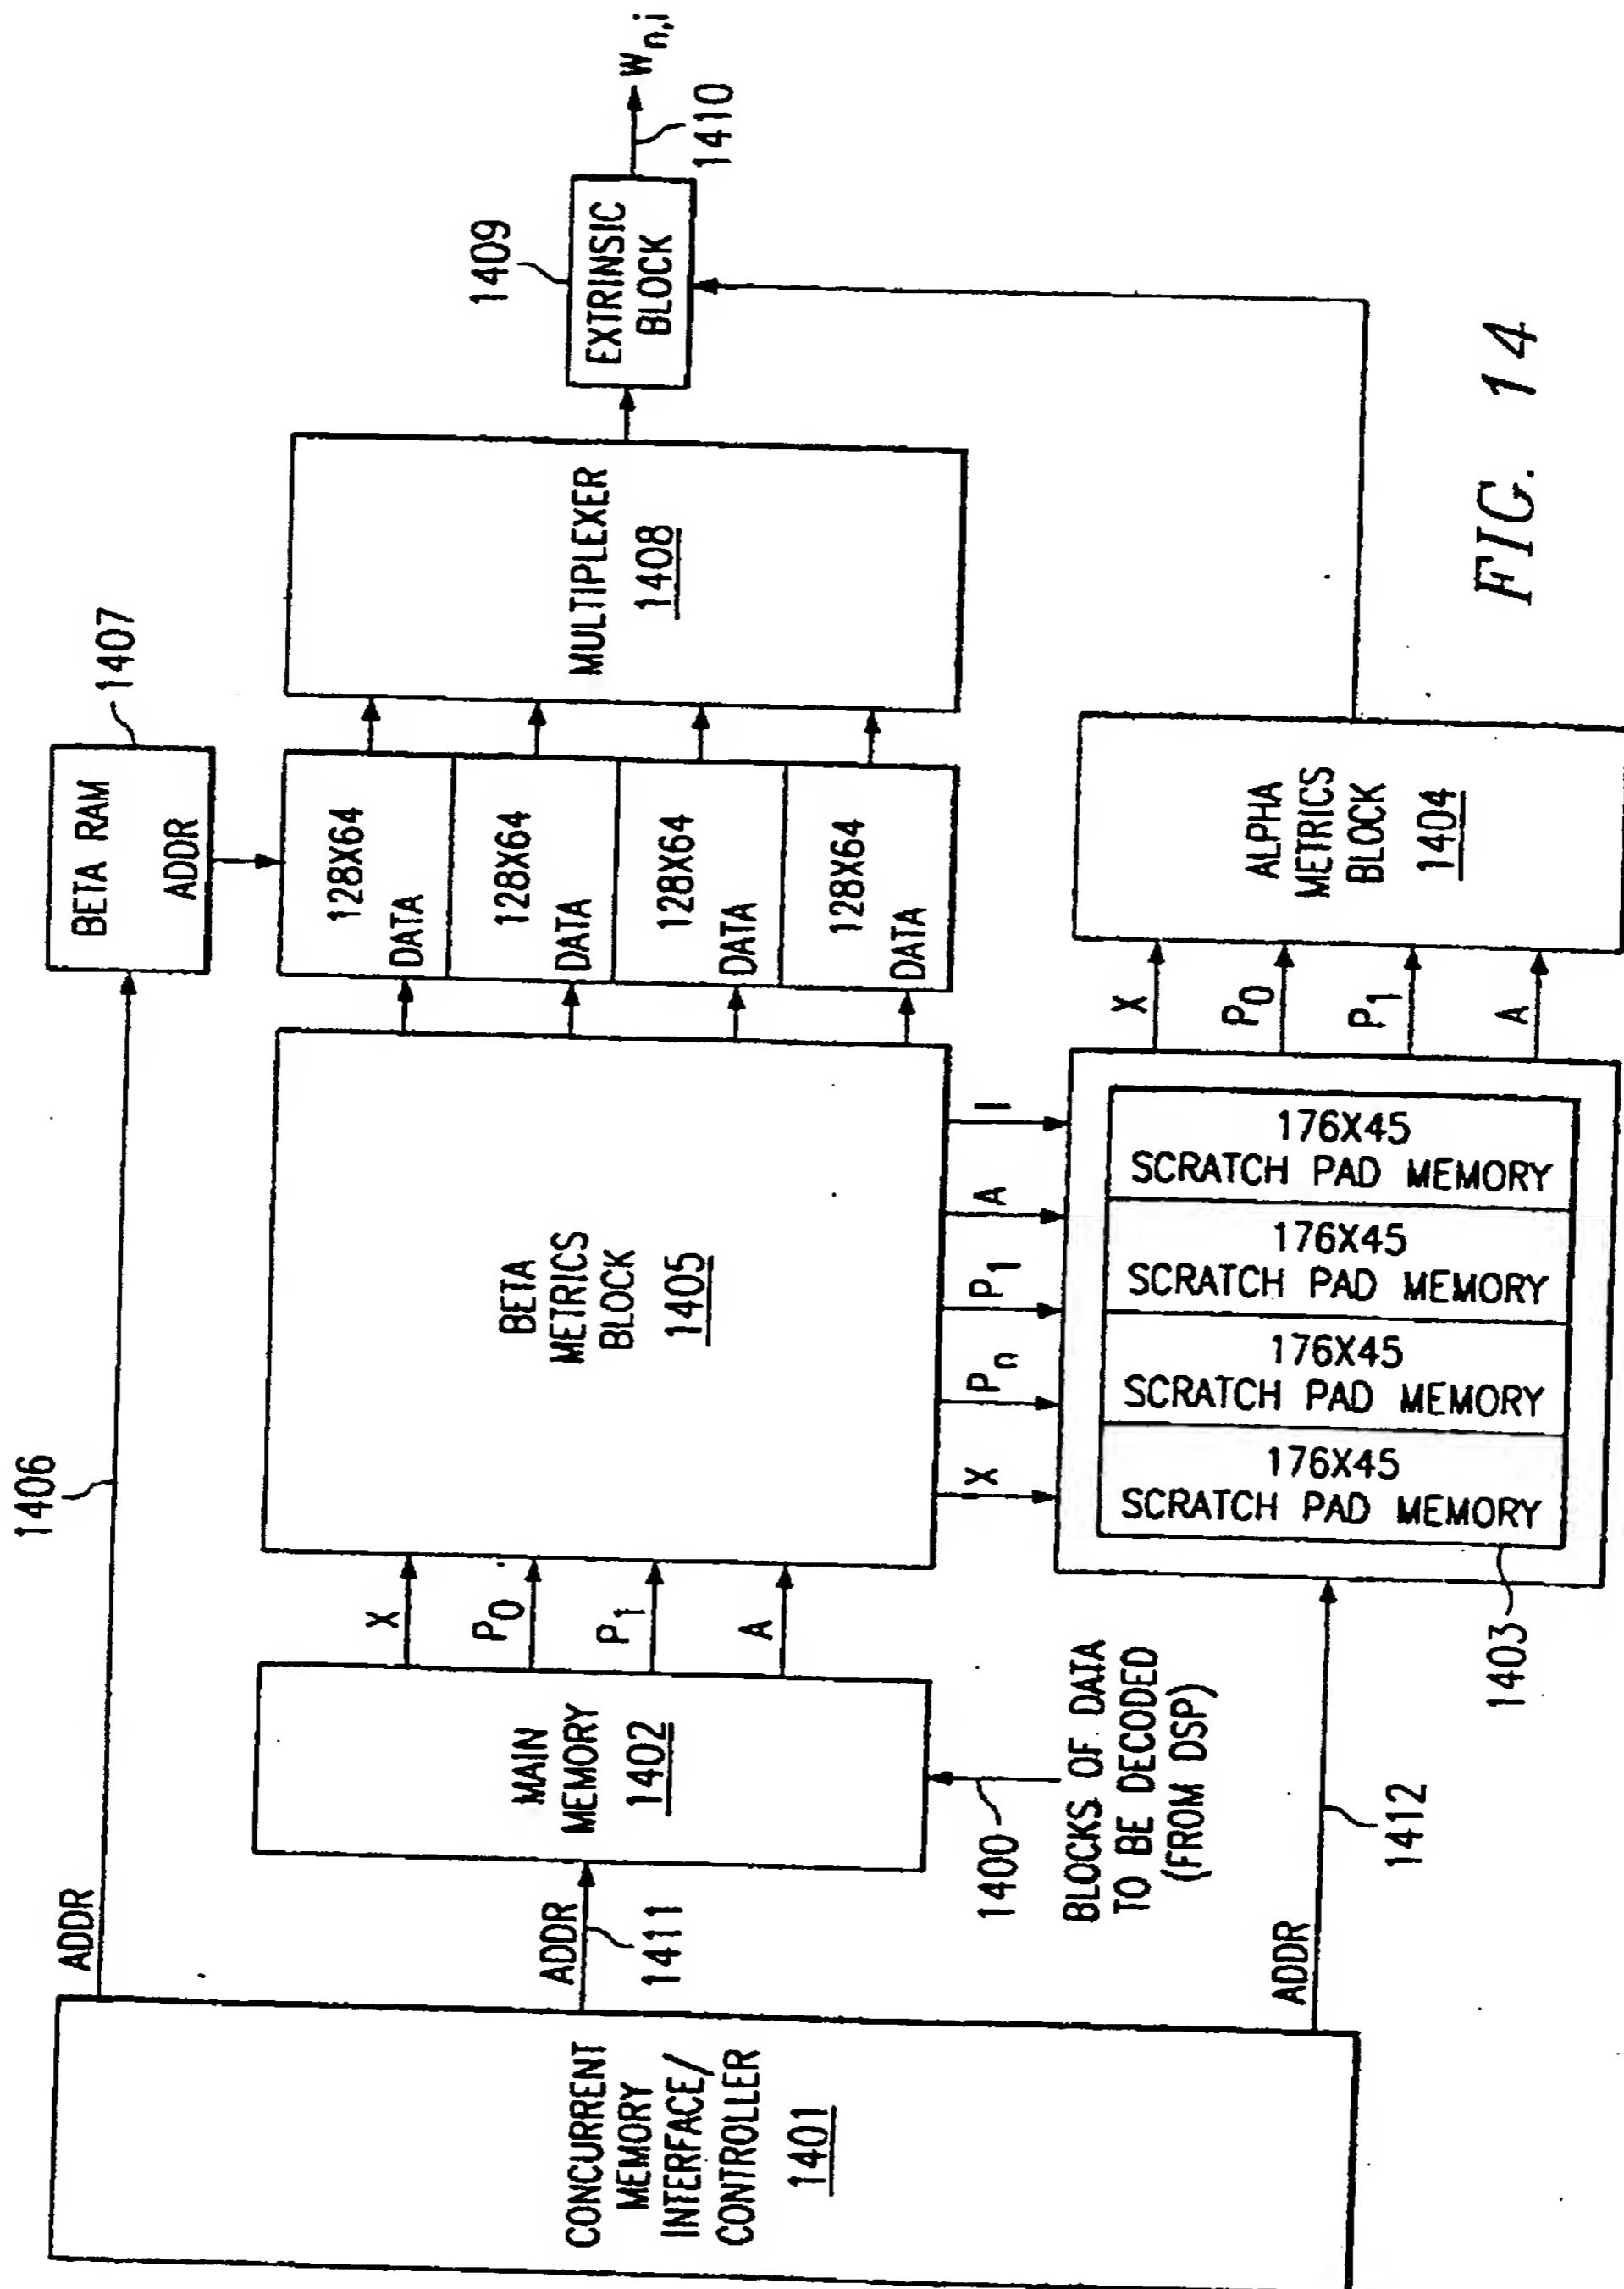 1406
ADDR
BETA RAM
ADDR
1407
CONCURRENT
MEMORY
INTERFACE/
CONTROLLER
1401
ADDR
1411
MAIN
MEMORY
1402
1400
BLOCKS OF DATA
TO BE DECODED
(FROM DSP)
X
P0
P1
A
BETA
METRICS
BLOCK
1405
128X64
DATA
128X64
DATA
128X64
DATA
128X64
DATA
MULTIPLEXER
1408
1409
EXTRINSIC
BLOCK
Wn,i
1410
X
Pn
P1
A
I
ADDR
1412
1403
176X45
SCRATCH PAD MEMORY
176X45
SCRATCH PAD MEMORY
176X45
SCRATCH PAD MEMORY
176X45
SCRATCH PAD MEMORY
X
P0
P1
A
ALPHA
METRICS
BLOCK
1404
FIG. 14